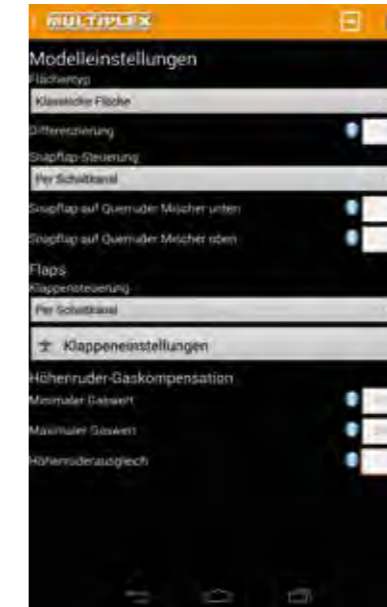 MULTIPLEX
Modelleinstellungen
Flächentyp
Klassische Fläche
Differenzierung
Snapflap-Steuerung
Per Schaltkanal
Snapflap auf Querruder Mischer unten
Snapflap auf Querruder Mischer oben
Flaps
Klappensteuerung
Per Schaltkanal
Klappeneinstellungen
Höhenruder-Gaskompensation
Minimaler Gaswert
Maximaler Gaswert
Höhenruderausgleich